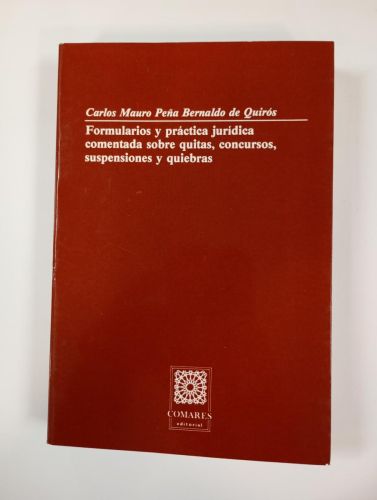 Carlos Mauro Peña Bernaldo de Quirós
Formularios y práctica jurídica
comentada sobre quitas, concursos,
suspensiones y quiebras
COMARES
editorial